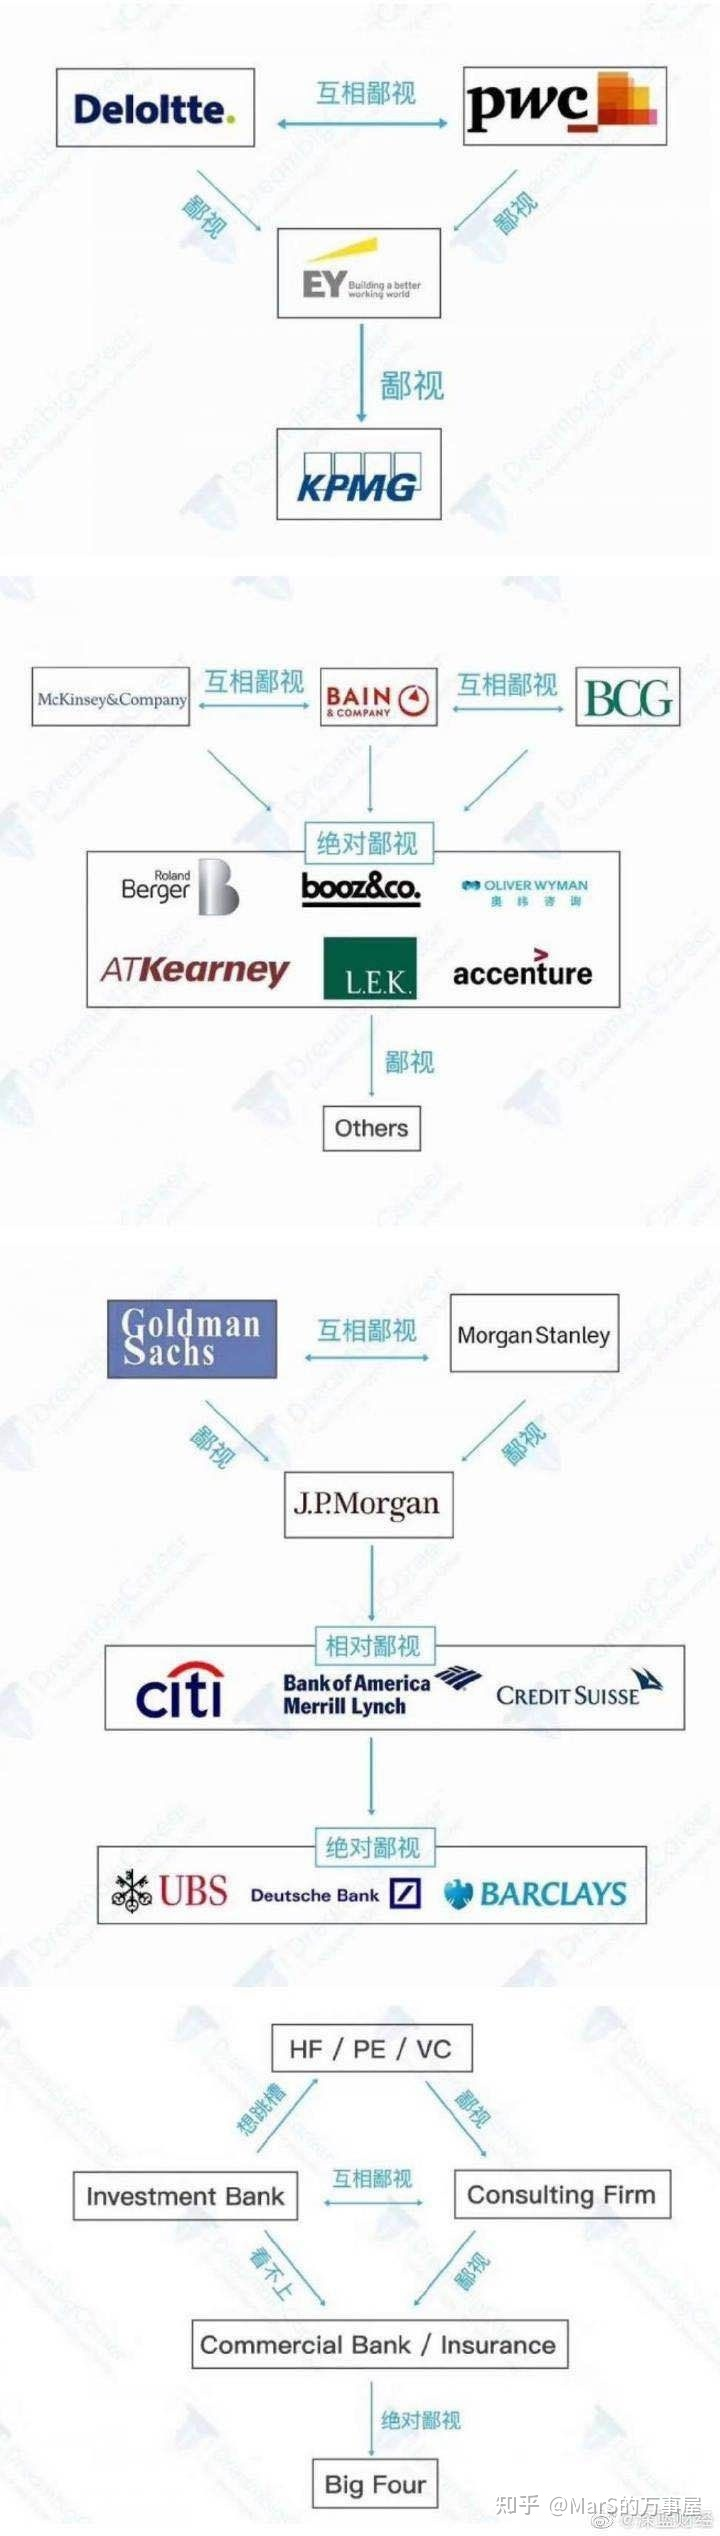 Deloitte.
互相鄙视
pwc
鄙视
鄙视
EY
Building a better
working world
鄙视
KPMG
McKinsey&Company
互相鄙视
BAIN
& COMPANY
互相鄙视
BCG
绝对鄙视
Roland
Berger
B
booz&co.
OLIVER WYMAN
奥纬咨询
ATKearney
L.E.K.
accenture
鄙视
Others
Goldman
Sachs
互相鄙视
Morgan Stanley
鄙视
鄙视
J.P.Morgan
相对鄙视
citi
Bank of America
Merrill Lynch
CREDIT SUISSE
绝对鄙视
UBS
Deutsche Bank
BARCLAYS
HF / PE / VC
想跳槽
鄙视
Investment Bank
互相鄙视
Consulting Firm
看不上
鄙视
Commercial Bank / Insurance
绝对鄙视
Big Four
知乎 @MarS的万事屋
@深蓝财经
DreambigCareer